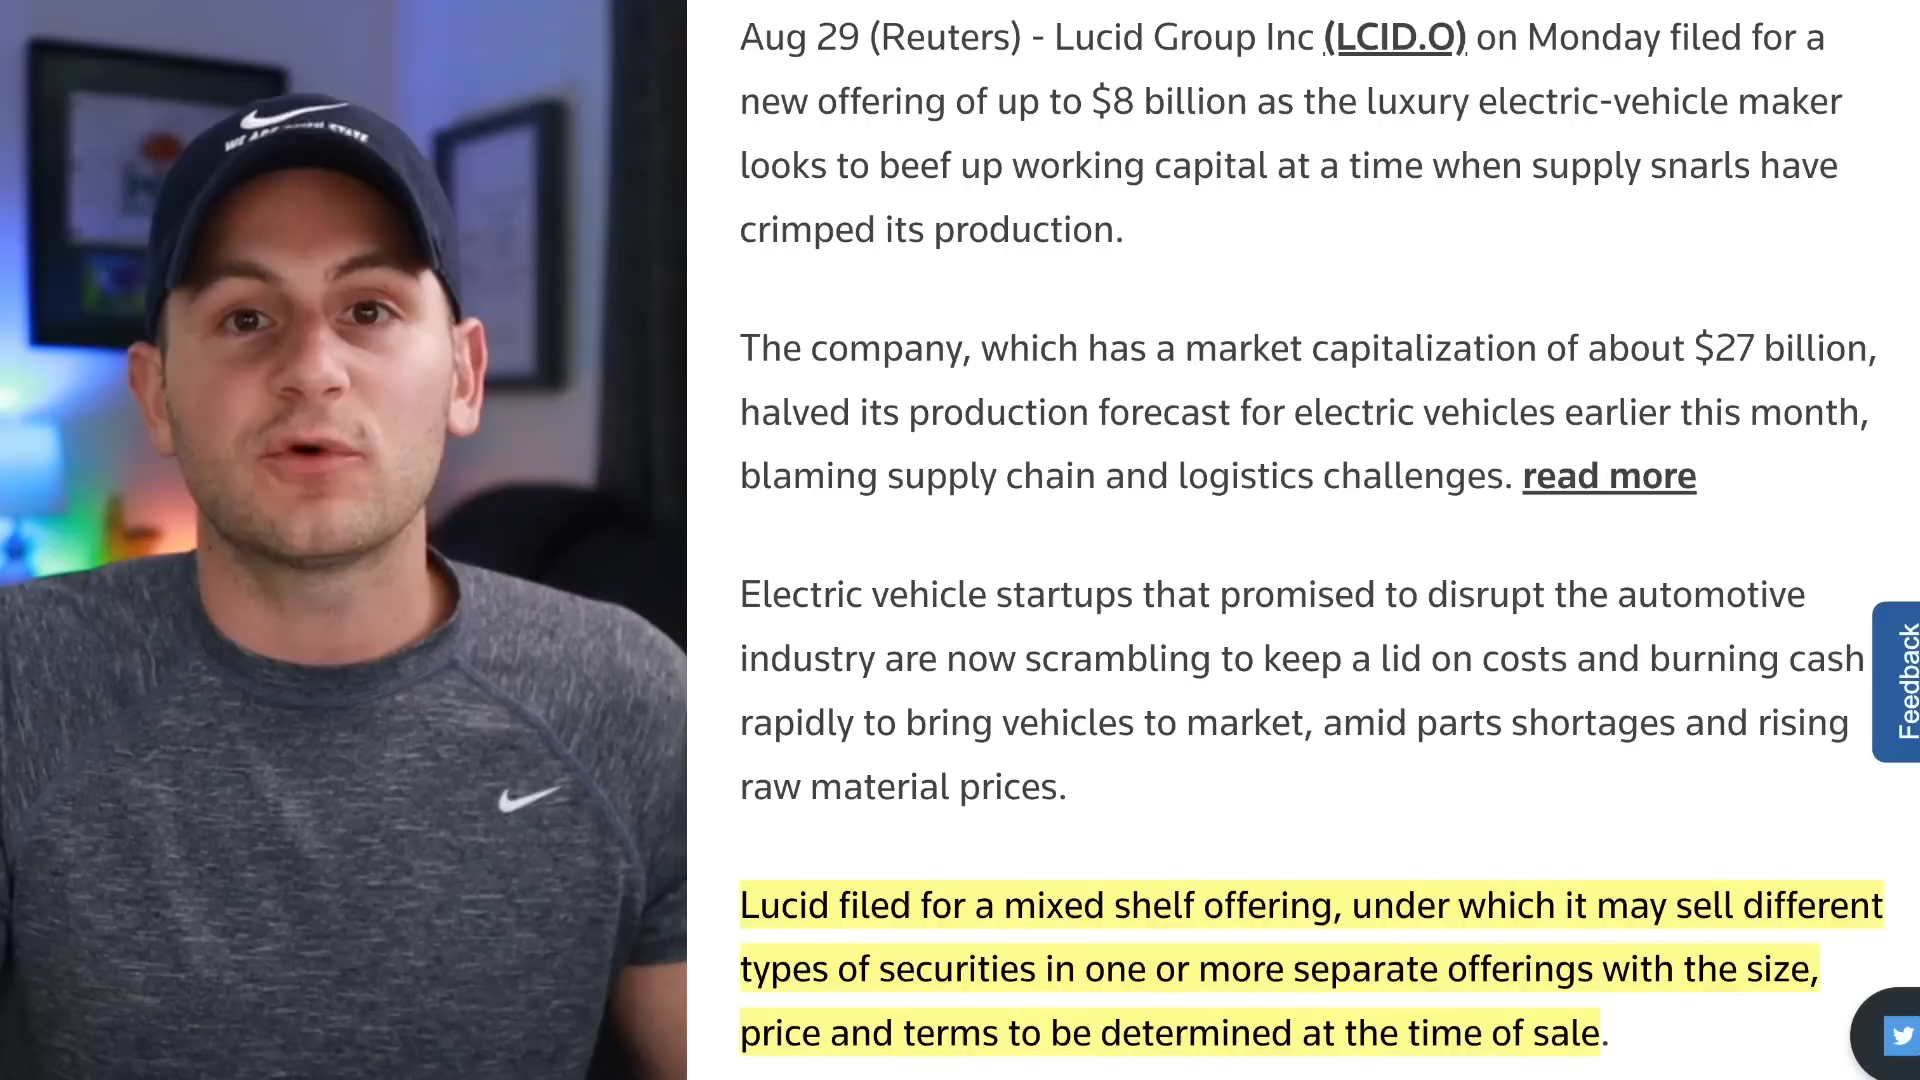 WE ARE
STATE
Aug 29 (Reuters) - Lucid Group Inc (LCID.O) on Monday filed for a
new offering of up to $8 billion as the luxury electric-vehicle maker
looks to beef up working capital at a time when supply snarls have
crimped its production.
The company, which has a market capitalization of about $27 billion,
halved its production forecast for electric vehicles earlier this month,
blaming supply chain and logistics challenges. read more
Electric vehicle startups that promised to disrupt the automotive
industry are now scrambling to keep a lid on costs and burning cash
rapidly to bring vehicles to market, amid parts shortages and rising
raw material prices.
Lucid filed for a mixed shelf offering, under which it may sell different
types of securities in one or more separate offerings with the size,
price and terms to be determined at the time of sale.
Feedback